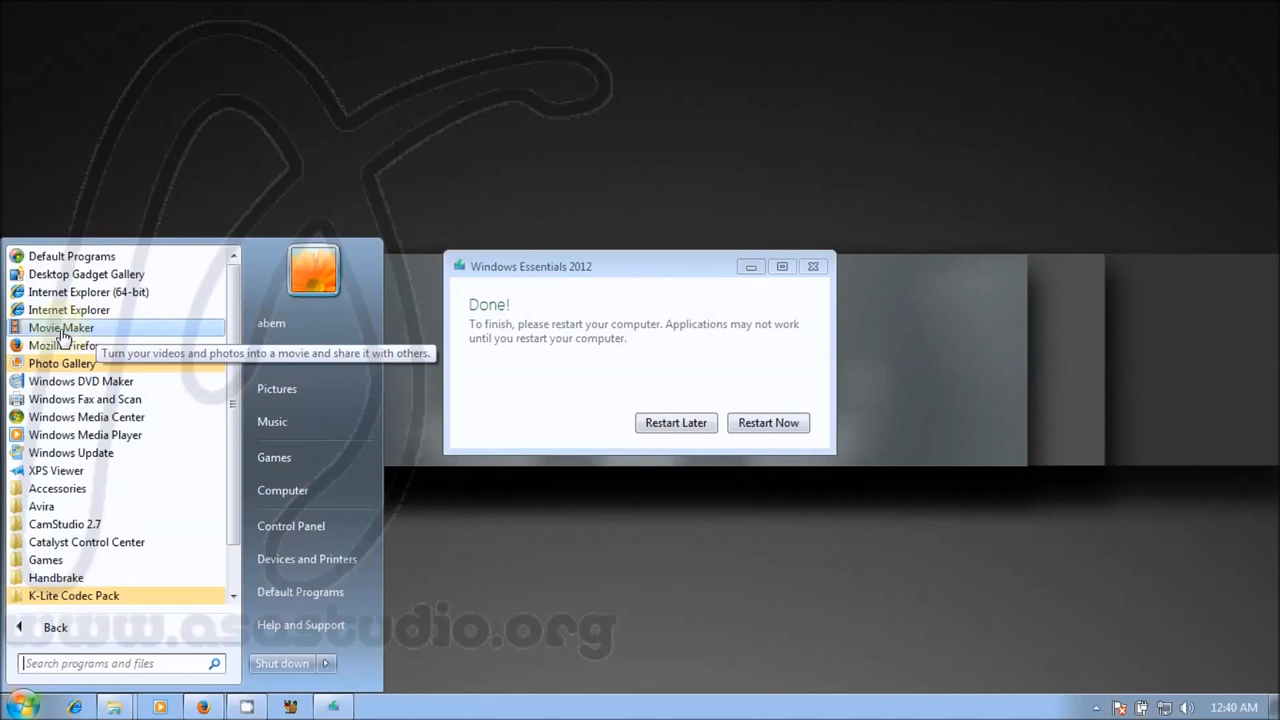 Default Programs
Desktop Gadget Gallery
Internet Explorer (64-bit)
Internet Explorer
Movie Maker
Mozilla Firefo
Turn your videos and photos into a movie and share it with others.
Photo Gallery
Windows DVD Maker
Windows Fax and Scan
Windows Media Center
Windows Media Player
Windows Update
XPS Viewer
Accessories
Avira
CamStudio 2.7
Catalyst Control Center
Games
Handbrake
K-Lite Codec Pack
Back
Search programs and files
abem
Pictures
Music
Games
Computer
Control Panel
Devices and Printers
Default Programs
Help and Support
Shut down
Windows Essentials 2012
Done!
To finish, please restart your computer. Applications may not work
until you restart your computer.
Restart Later
Restart Now
www.asastudio.org
12:40 AM